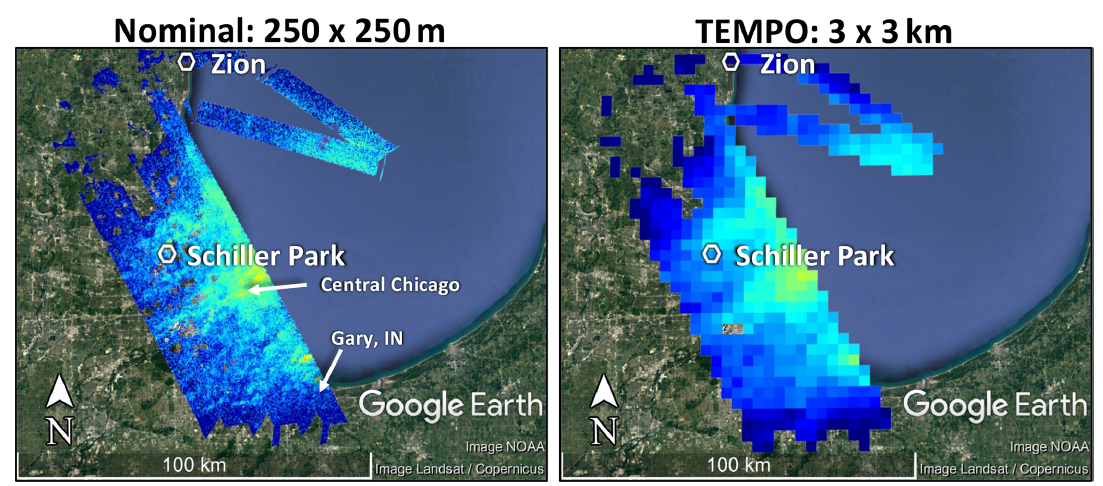 Nominal: 250 x 250 m
Zion
Schiller Park
Central Chicago
Gary, IN
Google Earth
N
Image NOAA
100 km
Image Landsat / Copernicus
TEMPO: 3 x 3 km
Zion
Schiller Park
Google Earth
N
Image NOAA
100 km
Image Landsat / Copernicus